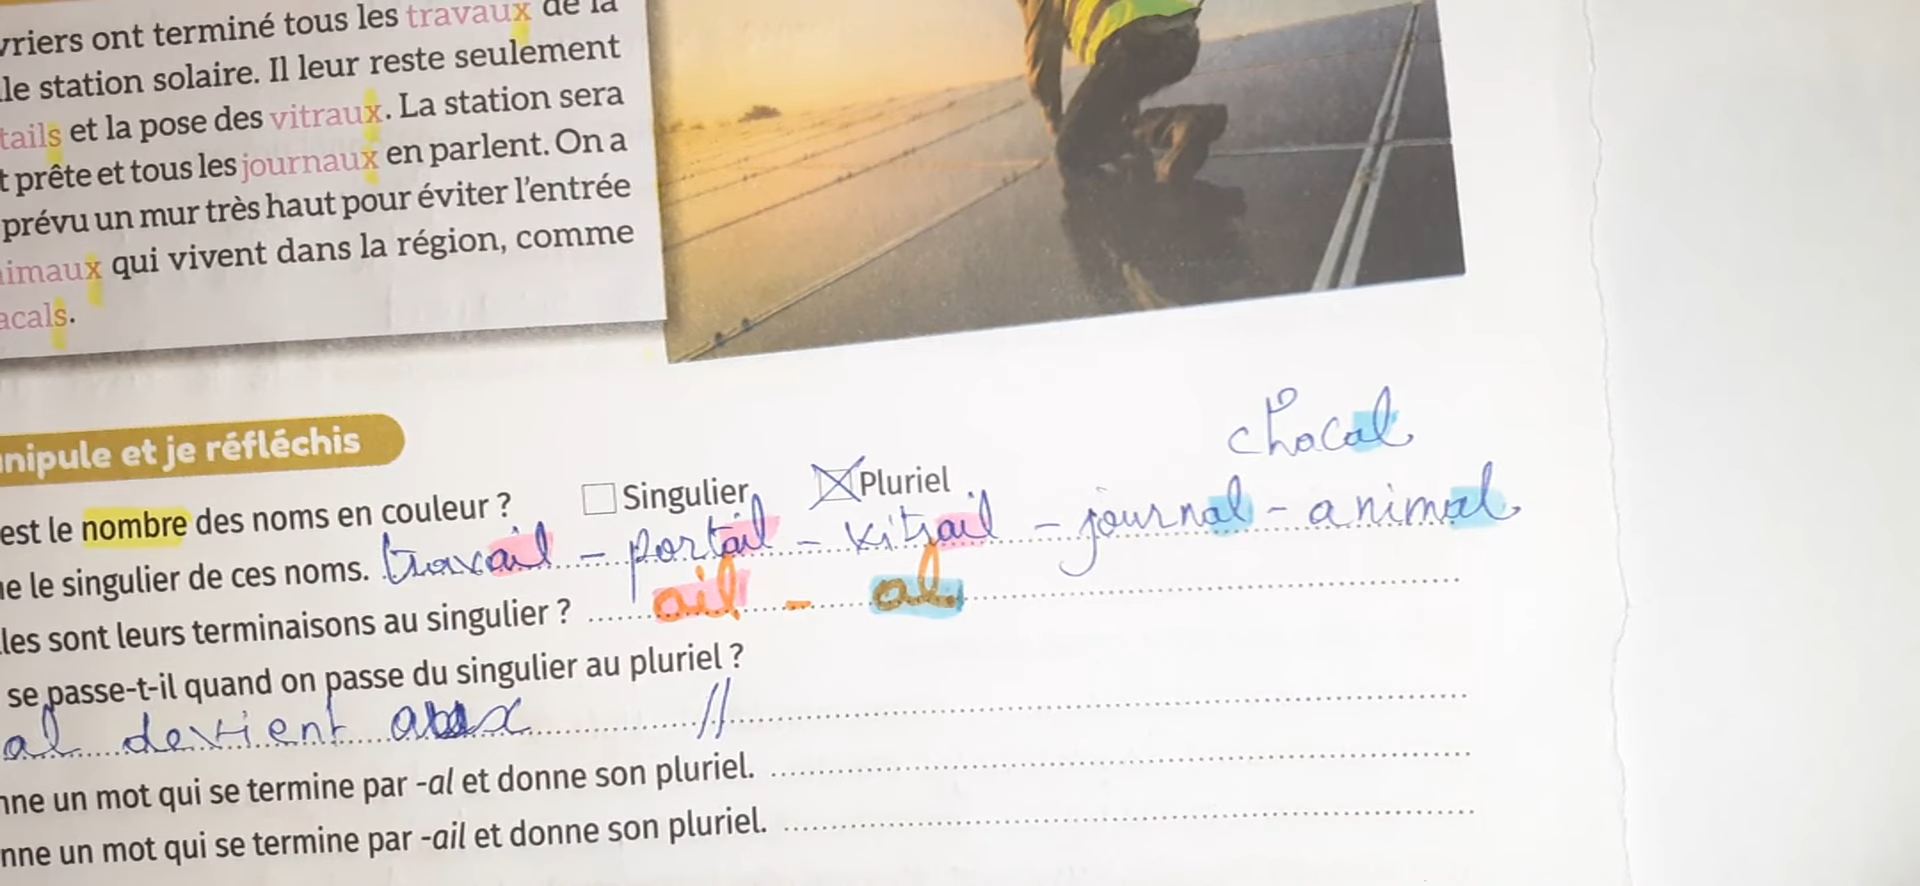 vriers ont terminé tous les travaux de la
le station solaire. Il leur reste seulement
tails et la pose des vitraux. La station sera
t prête et tous les journaux en parlent. On a
prévu un mur très haut pour éviter l'entrée
imaux qui vivent dans la région, comme
acals.
nipule et je réfléchis
chacal
est le nombre des noms en couleur ? Singulier Pluriel
ne le singulier de ces noms. travail - portail - vitrail - journal - animal
les sont leurs terminaisons au singulier ? ail - al
se passe-t-il quand on passe du singulier au pluriel ?
al devient aux //
nne un mot qui se termine par -al et donne son pluriel.
nne un mot qui se termine par -ail et donne son pluriel.